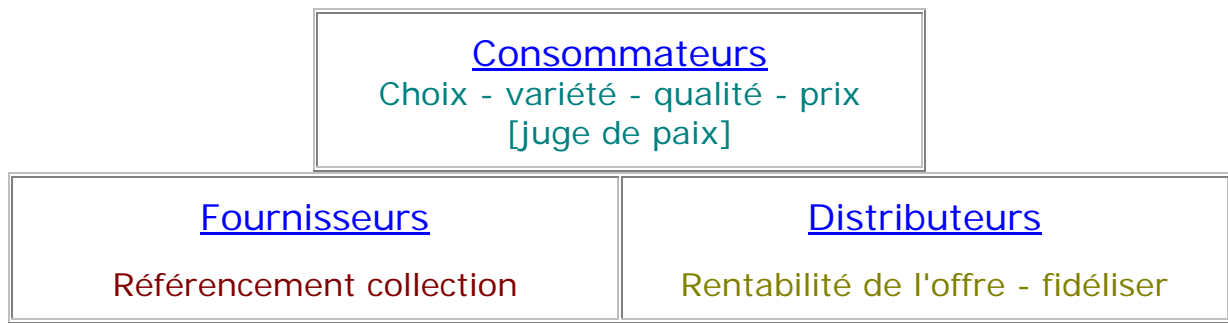 Consommateurs
Choix - variété - qualité - prix
[juge de paix]
Fournisseurs
Référencement collection
Distributeurs
Rentabilité de l'offre - fidéliser